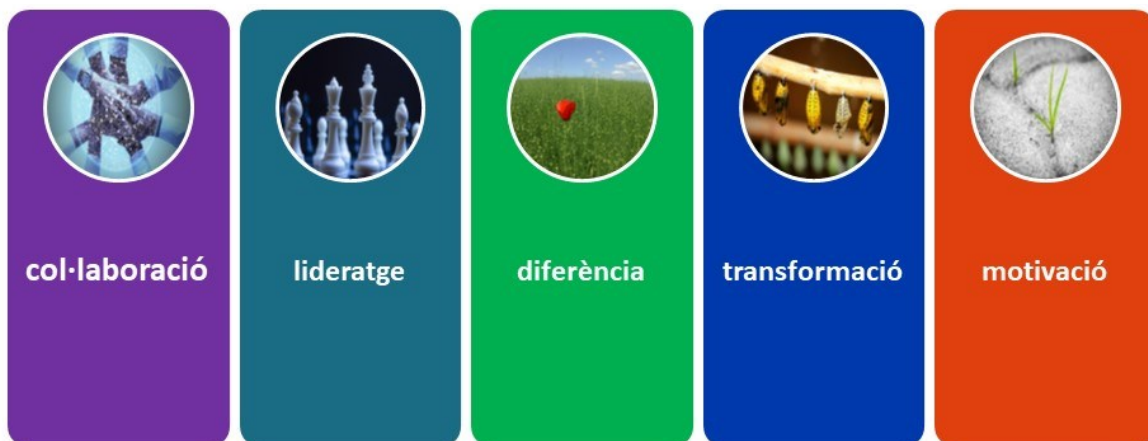 col·laboració
lideratge
diferència
transformació
motivació